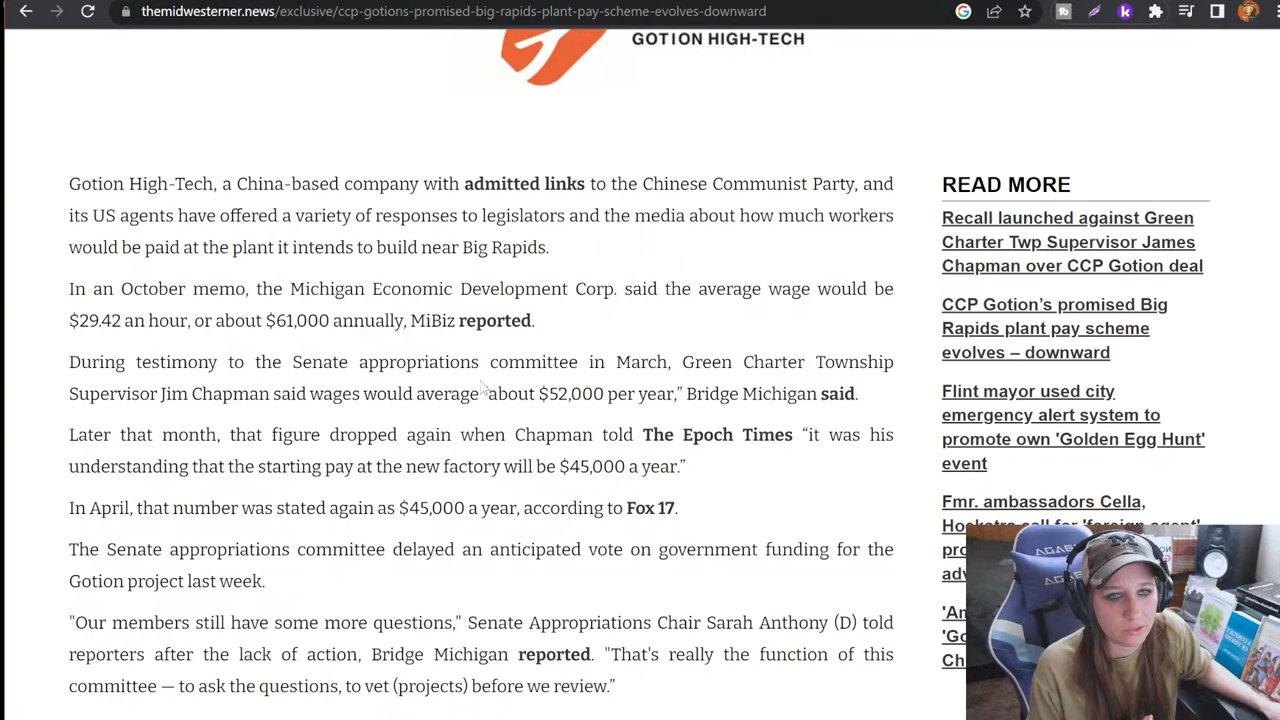 themidwesterner.news/exclusive/ccp-gotions-promised-big-rapids-plant-pay-scheme-evolves-downward
GOTION HIGH-TECH
Gotion High-Tech, a China-based company with admitted links to the Chinese Communist Party, and
its US agents have offered a variety of responses to legislators and the media about how much workers
would be paid at the plant it intends to build near Big Rapids.
In an October memo, the Michigan Economic Development Corp. said the average wage would be
$29.42 an hour, or about $61,000 annually, MiBiz reported.
During testimony to the Senate appropriations committee in March, Green Charter Township
Supervisor Jim Chapman said wages would average "about $52,000 per year,” Bridge Michigan said.
Later that month, that figure dropped again when Chapman told The Epoch Times “it was his
understanding that the starting pay at the new factory will be $45,000 a year.”
In April, that number was stated again as $45,000 a year, according to Fox 17.
The Senate appropriations committee delayed an anticipated vote on government funding for the
Gotion project last week.
"Our members still have some more questions," Senate Appropriations Chair Sarah Anthony (D) told
reporters after the lack of action, Bridge Michigan reported. "That's really the function of this
committee — to ask the questions, to vet (projects) before we review.”
READ MORE
Recall launched against Green
Charter Twp Supervisor James
Chapman over CCP Gotion deal
CCP Gotion’s promised Big
Rapids plant pay scheme
evolves – downward
Flint mayor used city
emergency alert system to
promote own 'Golden Egg Hunt'
event
Fmr. ambassadors Cella,